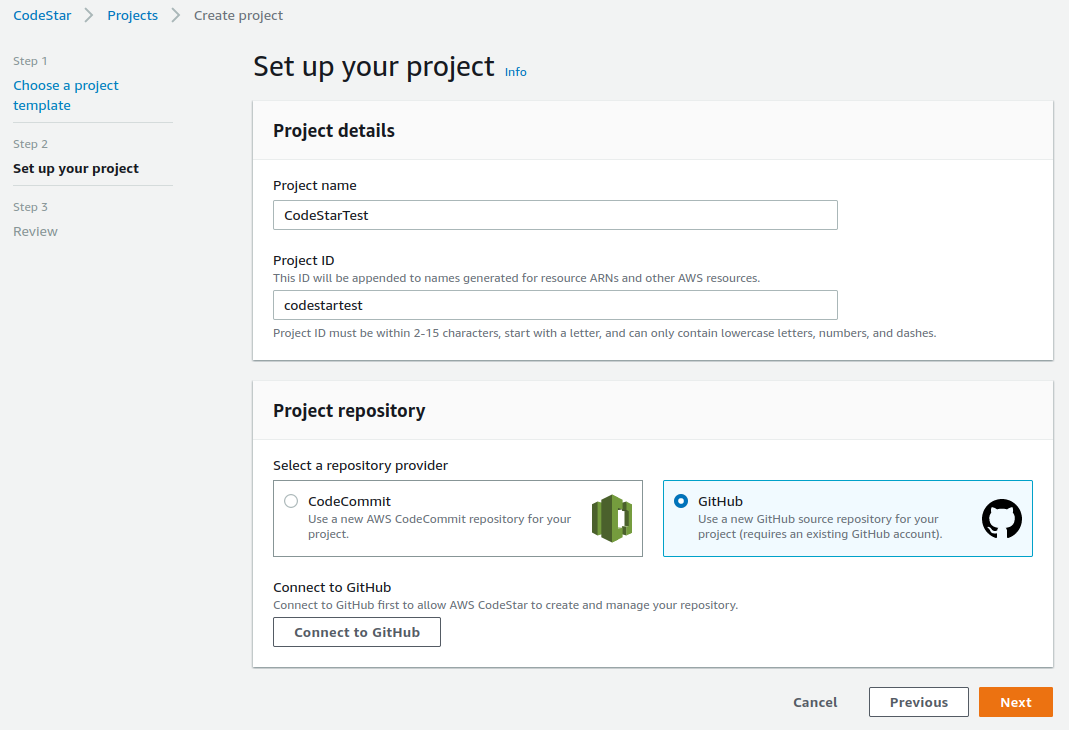 CodeStar > Projects > Create project
Step 1
Choose a project
template
Step 2
Set up your project
Step 3
Review
Set up your project Info
Project details
Project name
CodeStarTest
Project ID
This ID will be appended to names generated for resource ARNs and other AWS resources.
codestartest
Project ID must be within 2-15 characters, start with a letter, and can only contain lowercase letters, numbers, and dashes.
Project repository
Select a repository provider
CodeCommit
Use a new AWS CodeCommit repository for your
project.
GitHub
Use a new GitHub source repository for your
project (requires an existing GitHub account).
Connect to GitHub
Connect to GitHub first to allow AWS CodeStar to create and manage your repository.
Connect to GitHub
Cancel Previous Next